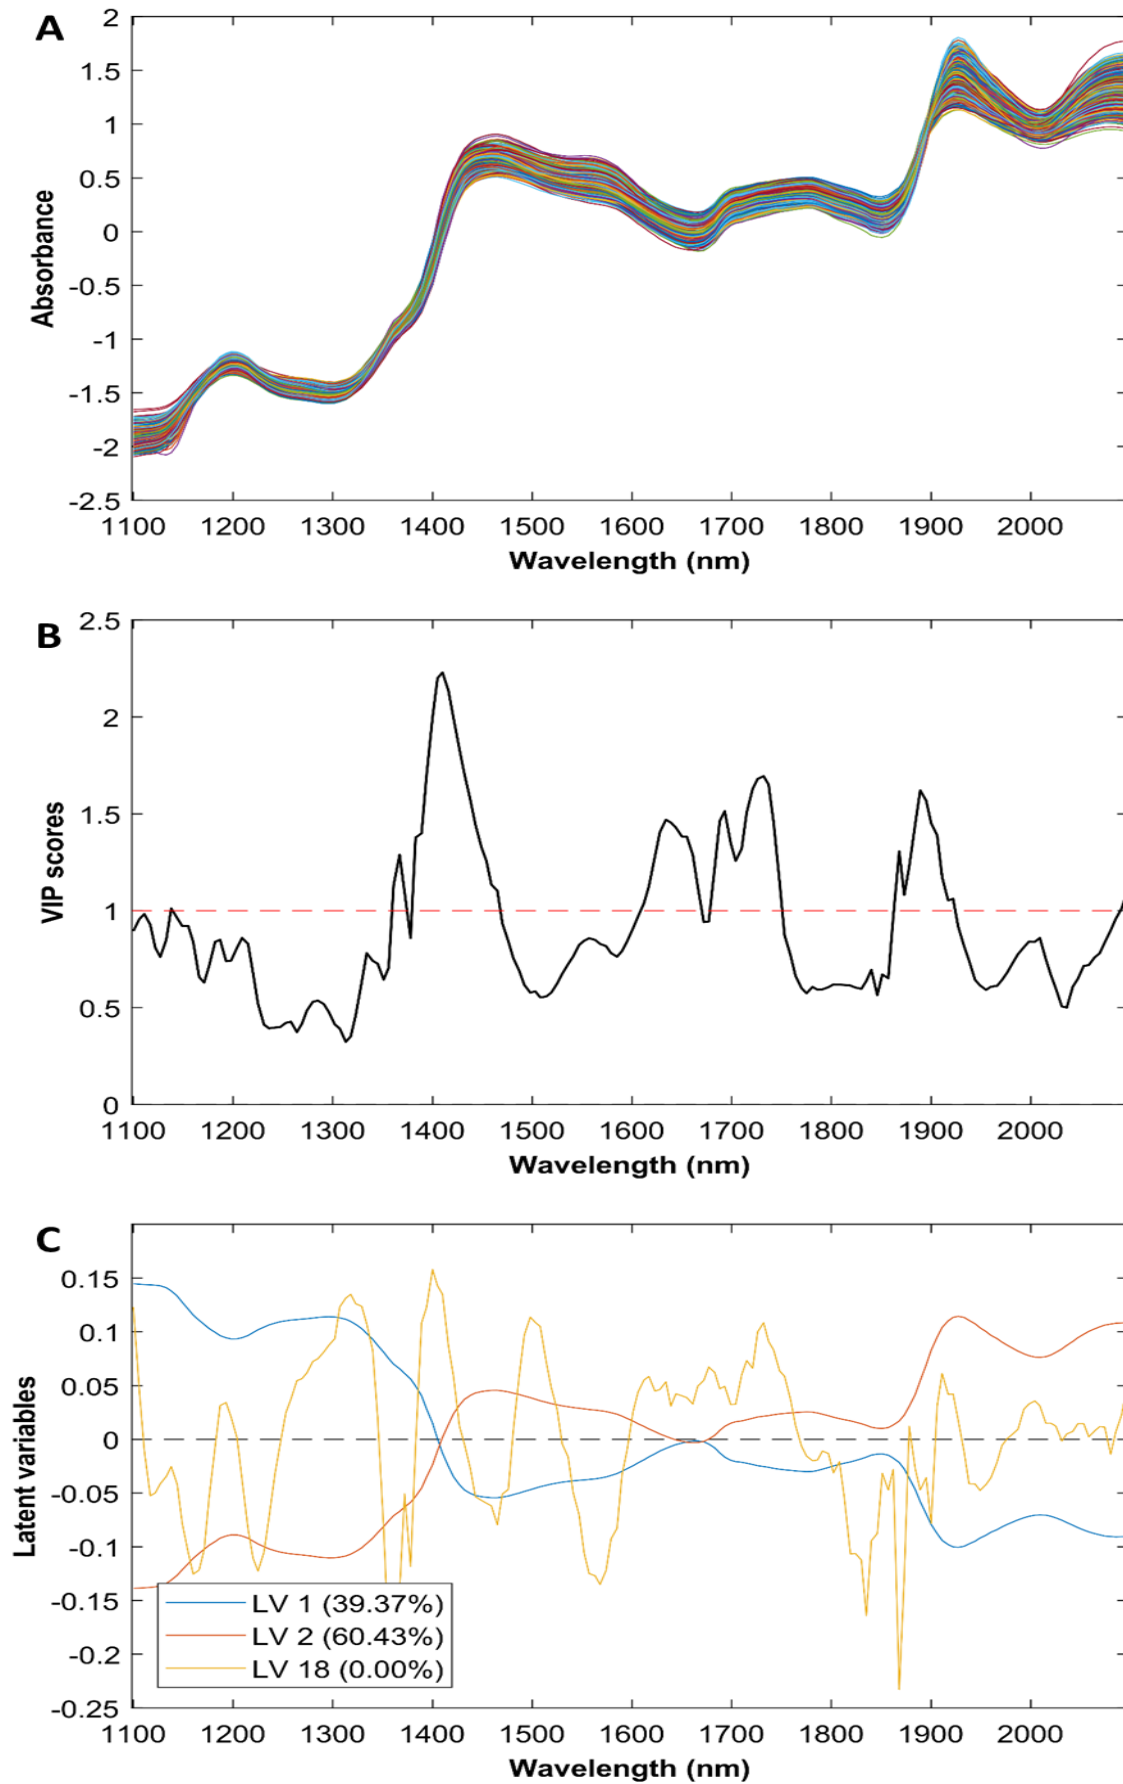 A
2
1.5
1
0.5
0
-0.5
-1
-1.5
-2
-2.5
Absorbance
1100 1200 1300 1400 1500 1600 1700 1800 1900 2000
Wavelength (nm)
B
2.5
2
1.5
1
0.5
0
VIP scores
1100 1200 1300 1400 1500 1600 1700 1800 1900 2000
Wavelength (nm)
C
0.15
0.1
0.05
0
-0.05
-0.1
-0.15
-0.2
-0.25
Latent variables
LV 1 (39.37%)
LV 2 (60.43%)
LV 18 (0.00%)
1100 1200 1300 1400 1500 1600 1700 1800 1900 2000
Wavelength (nm)